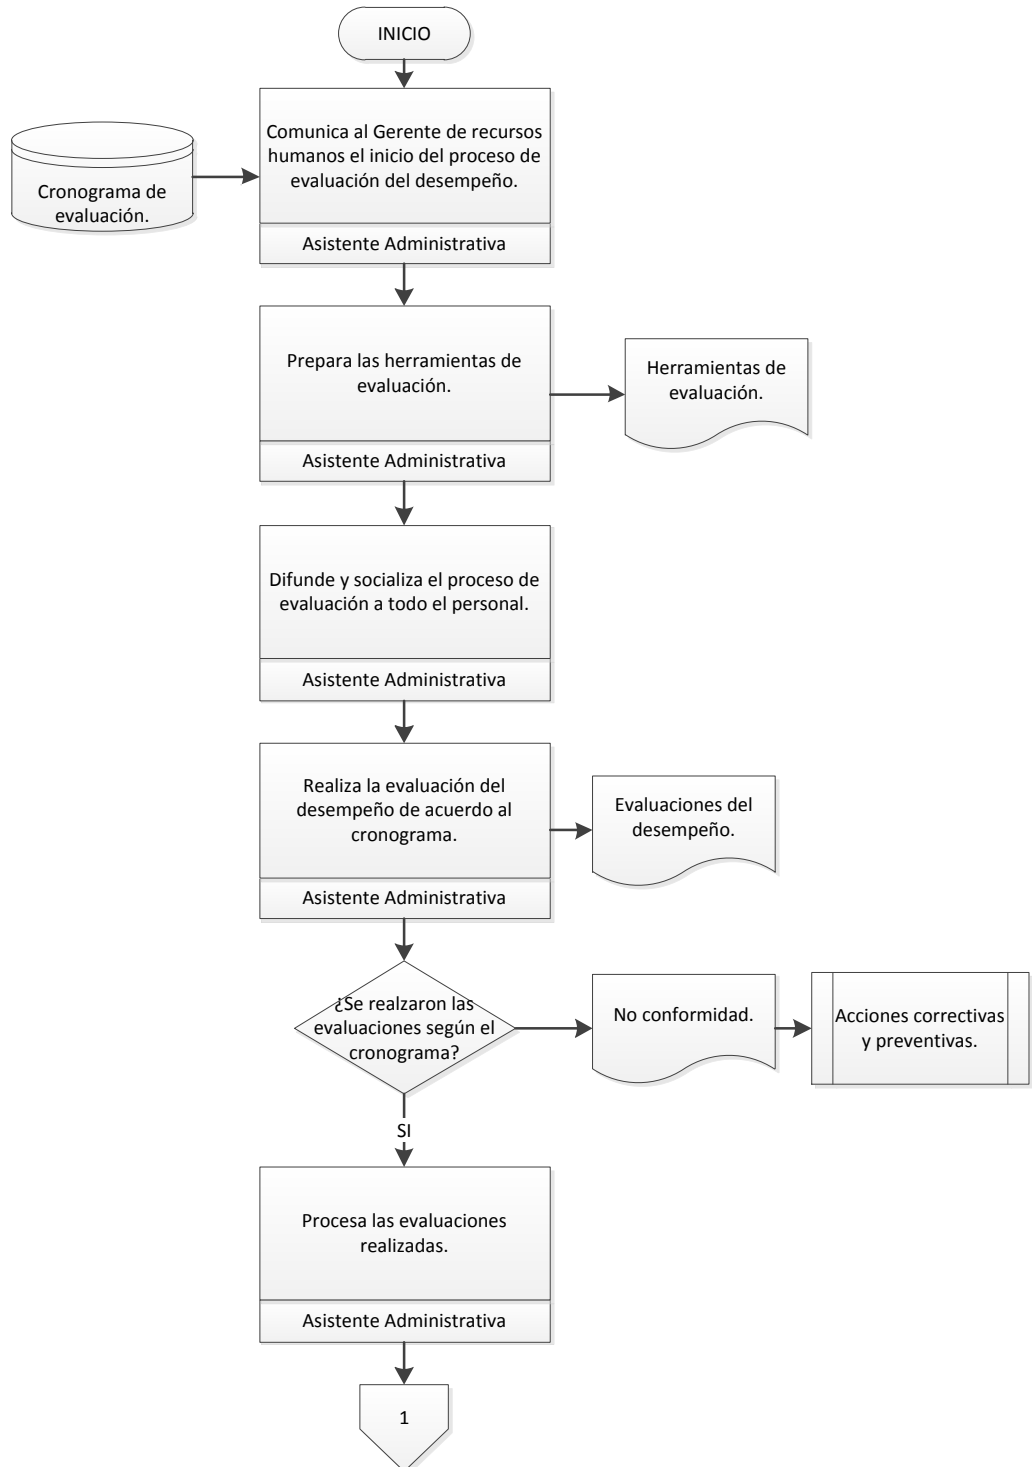 INICIO
Comunica al Gerente de recursos
humanos el inicio del proceso de
evaluación del desempeño.
Asistente Administrativa
Cronograma de
evaluación.
Prepara las herramientas de
evaluación.
Asistente Administrativa
Herramientas de
evaluación.
Difunde y socializa el proceso de
evaluación a todo el personal.
Asistente Administrativa
Realiza la evaluación del
desempeño de acuerdo al
cronograma.
Asistente Administrativa
Evaluaciones del
desempeño.
¿Se realzaron las
evaluaciones según el
cronograma?
No conformidad.
Acciones correctivas
y preventivas.
SI
Procesa las evaluaciones
realizadas.
Asistente Administrativa
1